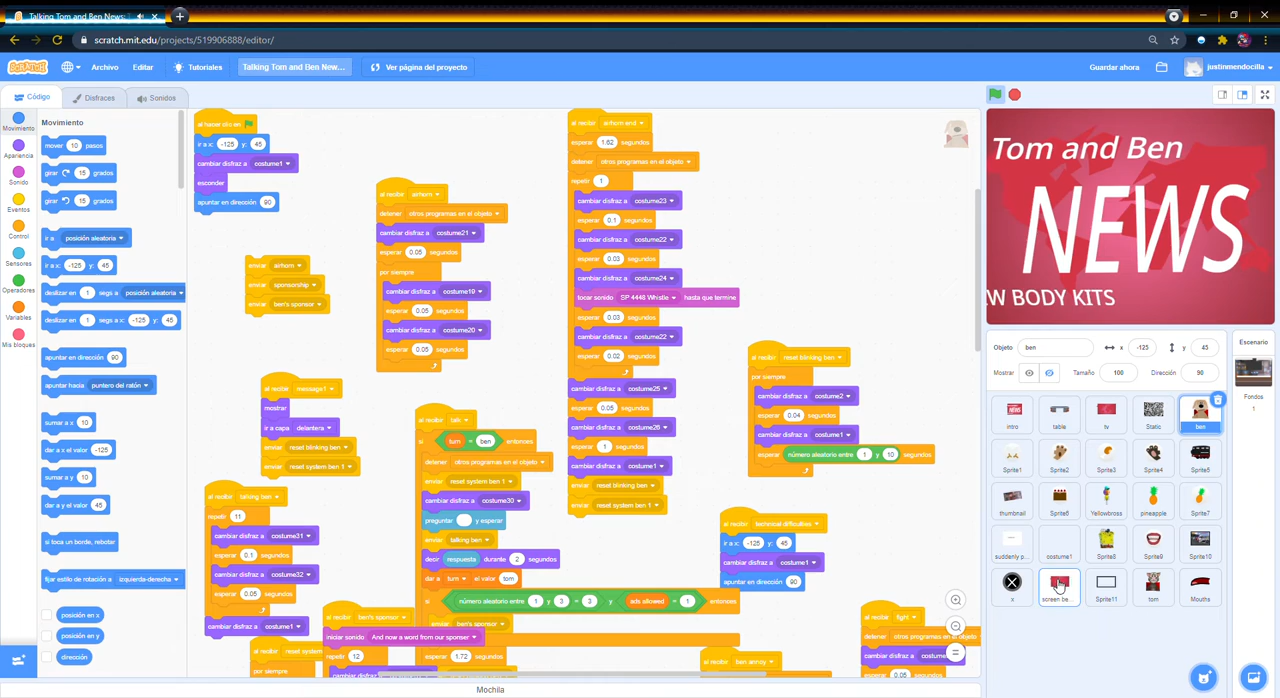 Talking Tom and Ben News:
scratch.mit.edu/projects/519906888/editor/
SCRATCH
Archivo
Editar
Tutoriales
Talking Tom and Ben New...
Ver página del proyecto
Guardar ahora
justinmendocilla
Código
Disfraces
Sonidos
Movimiento
Apariencia
Sonido
Eventos
Control
Sensores
Operadores
Variables
Mis bloques
Movimiento
mover 10 pasos
girar 15 grados
girar 15 grados
ir a posición aleatoria
ir a x: -125 y: 45
deslizar en 1 segs a posición aleatoria
deslizar en 1 segs a x: -125 y: 45
apuntar en dirección 90
apuntar hacia puntero del ratón
sumar a x 10
dar a x el valor -125
sumar a y 10
dar a y el valor 45
si toca un borde, rebotar
fijar estilo de rotación a izquierda-derecha
posición en x
posición en y
dirección
al hacer clic en
ir a x: -125 y: 45
cambiar disfraz a costume1
esconder
apuntar en dirección 90
enviar airhorn
enviar sponsorship
enviar ben's sponsor
al recibir message1
mostrar
ir a capa delantera
enviar reset blinking ben
enviar reset system ben 1
al recibir talking ben
repetir 11
cambiar disfraz a costume31
esperar 0.1 segundos
cambiar disfraz a costume32
esperar 0.05 segundos
cambiar disfraz a costume1
al recibir reset system
por siempre
al recibir ben's sponsor
iniciar sonido And now a word from our sponser
repetir 12
al recibir airhorn
detener otros programas en el objeto
cambiar disfraz a costume21
esperar 0.05 segundos
por siempre
cambiar disfraz a costume19
esperar 0.05 segundos
cambiar disfraz a costume20
esperar 0.05 segundos
al recibir talk
si turn = ben entonces
detener otros programas en el objeto
enviar reset system ben 1
cambiar disfraz a costume30
preguntar y esperar
enviar talking ben
decir respuesta durante 2 segundos
dar a turn el valor tom
si número aleatorio entre 1 y 3 = 3 y ads allowed = 1 entonces
enviar ben's sponsor
esperar 1.72 segundos
al recibir airhorn end
esperar 1.62 segundos
detener otros programas en el objeto
repetir 1
cambiar disfraz a costume23
esperar 0.1 segundos
cambiar disfraz a costume22
esperar 0.03 segundos
cambiar disfraz a costume24
tocar sonido SP 4448 Whistle hasta que termine
esperar 0.03 segundos
cambiar disfraz a costume22
esperar 0.02 segundos
cambiar disfraz a costume25
esperar 0.05 segundos
cambiar disfraz a costume26
esperar 1 segundos
cambiar disfraz a costume1
enviar reset blinking ben
enviar reset system ben 1
al recibir reset blinking ben
por siempre
cambiar disfraz a costume2
esperar 0.04 segundos
cambiar disfraz a costume1
esperar número aleatorio entre 1 y 10 segundos
al recibir technical difficulties
ir a x: -125 y: 45
cambiar disfraz a costume1
apuntar en dirección 90
al recibir ben annoy
al recibir fight
detener otros programas en el objeto
cambiar disfraz a costume
esperar 0.05 segundos
Mochila
Tom and Ben
NEWS
W BODY KITS
Objeto ben x -125 y 45
Mostrar Tamaño 100 Dirección 90
Escenario
Fondos
1
intro table tv Static ben
Sprite1 Sprite2 Sprite3 Sprite4 Sprite5
thumbnail Sprite6 Yellowbross pineapple Sprite7
suddenly p... costume1 Sprite8 Sprite9 Sprite10
x screen be... Sprite11 tom Mouths